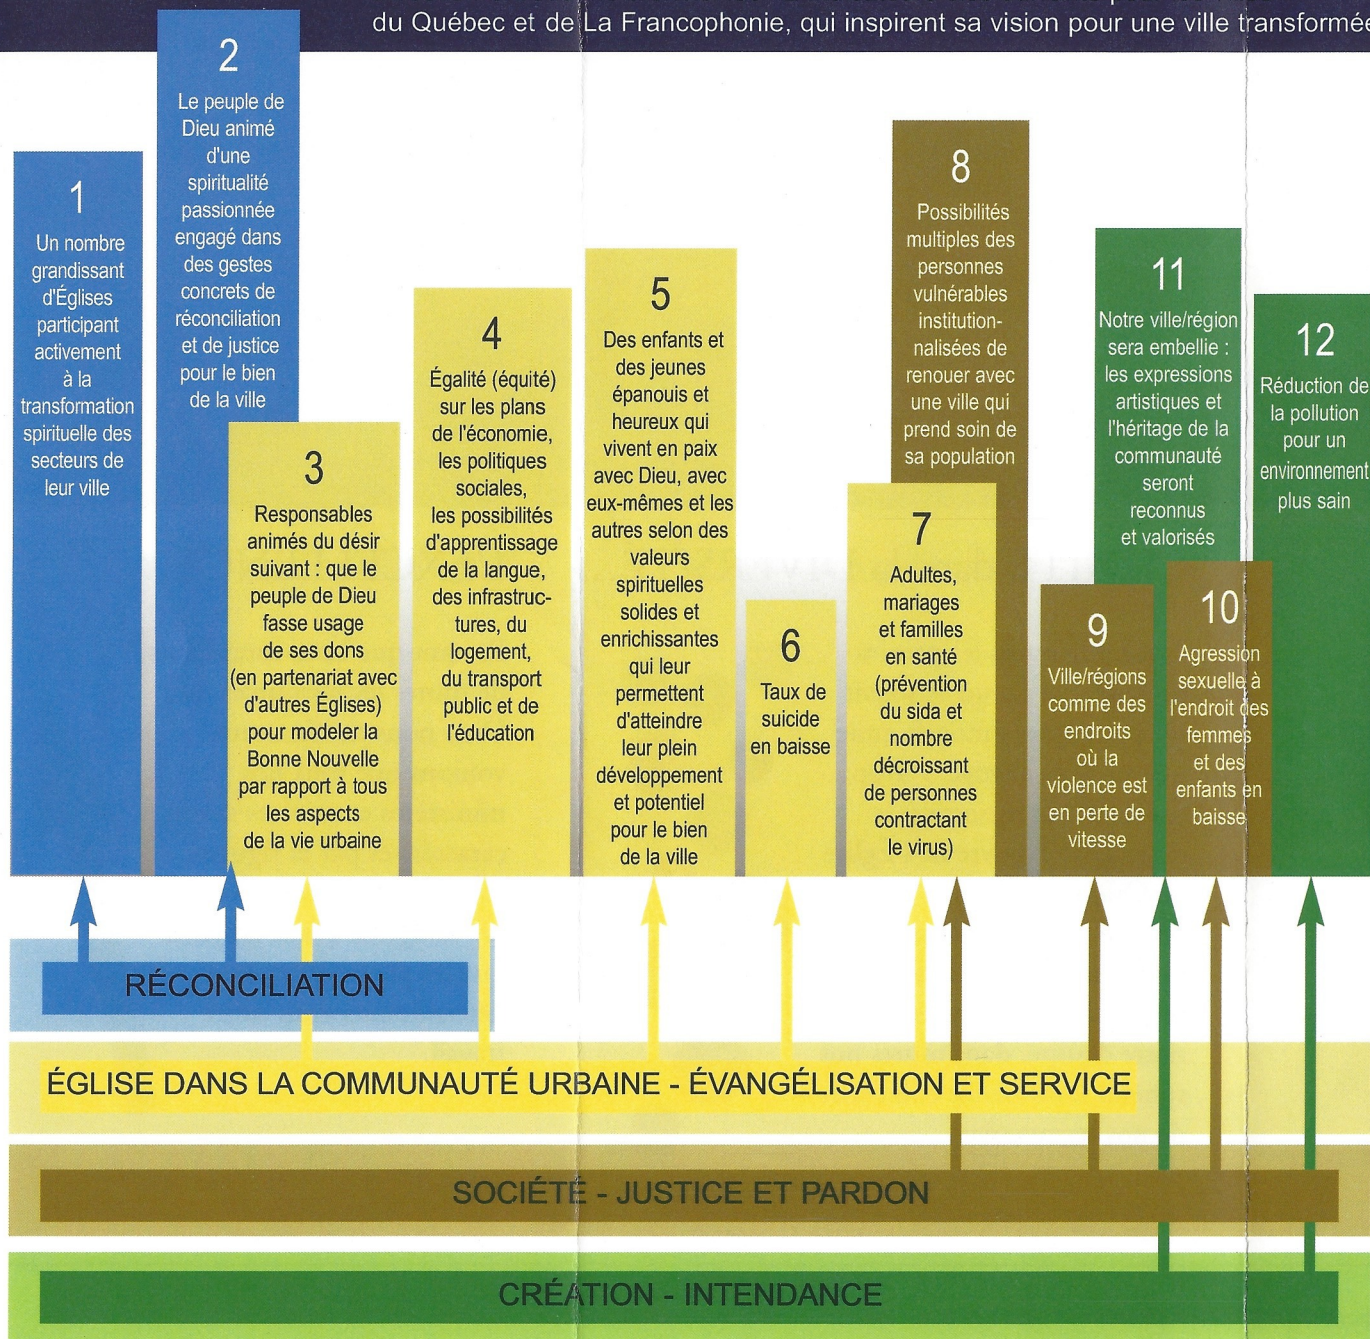 du Québec et de La Francophonie, qui inspirent sa vision pour une ville transformée
1
Un nombre
grandissant
d'Églises
participant
activement
à la
transformation
spirituelle des
secteurs de
leur ville
2
Le peuple de
Dieu animé
d'une
spiritualité
passionnée
engagé dans
des gestes
concrets de
réconciliation
et de justice
pour le bien
de la ville
3
Responsables
animés du désir
suivant : que le
peuple de Dieu
fasse usage
de ses dons
(en partenariat avec
d'autres Églises)
pour modeler la
Bonne Nouvelle
par rapport à tous
les aspects
de la vie urbaine
4
Égalité (équité)
sur les plans
de l'économie,
les politiques
sociales,
les possibilités
d'apprentissage
de la langue,
des infrastruc-
tures, du
logement,
du transport
public et de
l'éducation
5
Des enfants et
des jeunes
épanouis et
heureux qui
vivent en paix
avec Dieu, avec
eux-mêmes et les
autres selon des
valeurs
spirituelles
solides et
enrichissantes
qui leur
permettent
d'atteindre
leur plein
développement
et potentiel
pour le bien
de la ville
6
Taux de
suicide
en baisse
7
Adultes,
mariages
et familles
en santé
(prévention
du sida et
nombre
décroissant
de personnes
contractant
le virus)
8
Possibilités
multiples des
personnes
vulnérables
institution-
nalisées de
renouer avec
une ville qui
prend soin de
sa population
9
Ville/régions
comme des
endroits
où la
violence est
en perte de
vitesse
10
Agression
sexuelle à
l'endroit des
femmes
et des
enfants en
baisse
11
Notre ville/région
sera embellie :
les expressions
artistiques et
l'héritage de la
communauté
seront
reconnus
et valorisés
12
Réduction de
la pollution
pour un
environnement
plus sain
RÉCONCILIATION
ÉGLISE DANS LA COMMUNAUTÉ URBAINE - ÉVANGÉLISATION ET SERVICE
SOCIÉTÉ - JUSTICE ET PARDON
CRÉATION - INTENDANCE